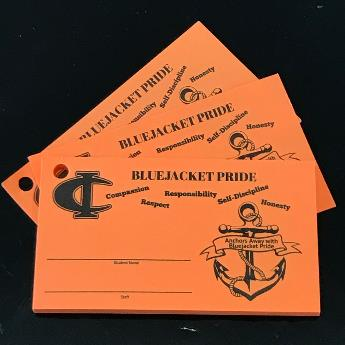 BLUEJACKET PRIDE
Responsibility
Self-Discipline
Honesty
BLUEJACKET PRIDE
Responsibility
Self-Discipline
Honesty
CI
BLUEJACKET PRIDE
Compassion Responsibility Self-Discipline Honesty
Respect
Anchors Away with
Bluejacket Pride
Student Name
Staff